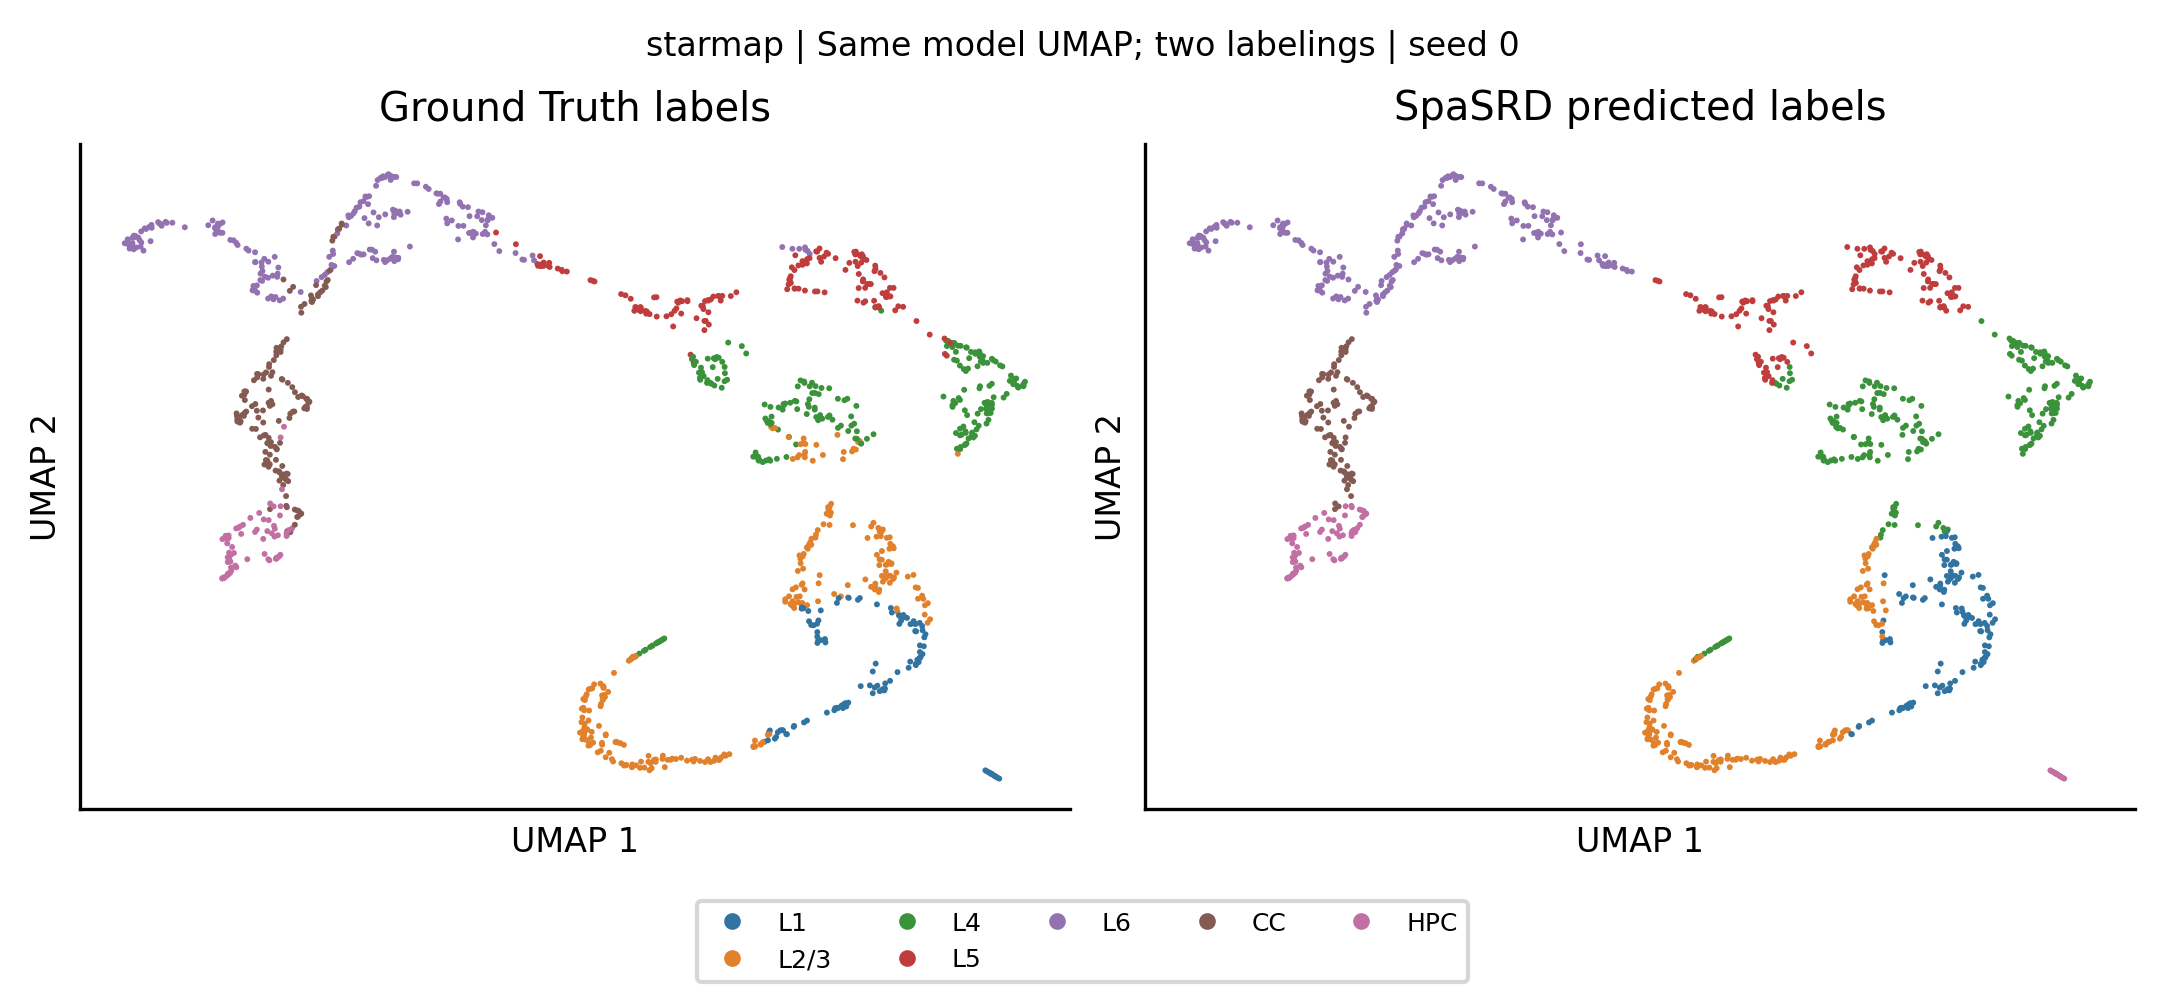 starmap | Same model UMAP; two labelings | seed 0
Ground Truth labels
SpaSRD predicted labels
UMAP 2
UMAP 1
UMAP 2
UMAP 1
L1
L4
L6
CC
HPC
L2/3
L5